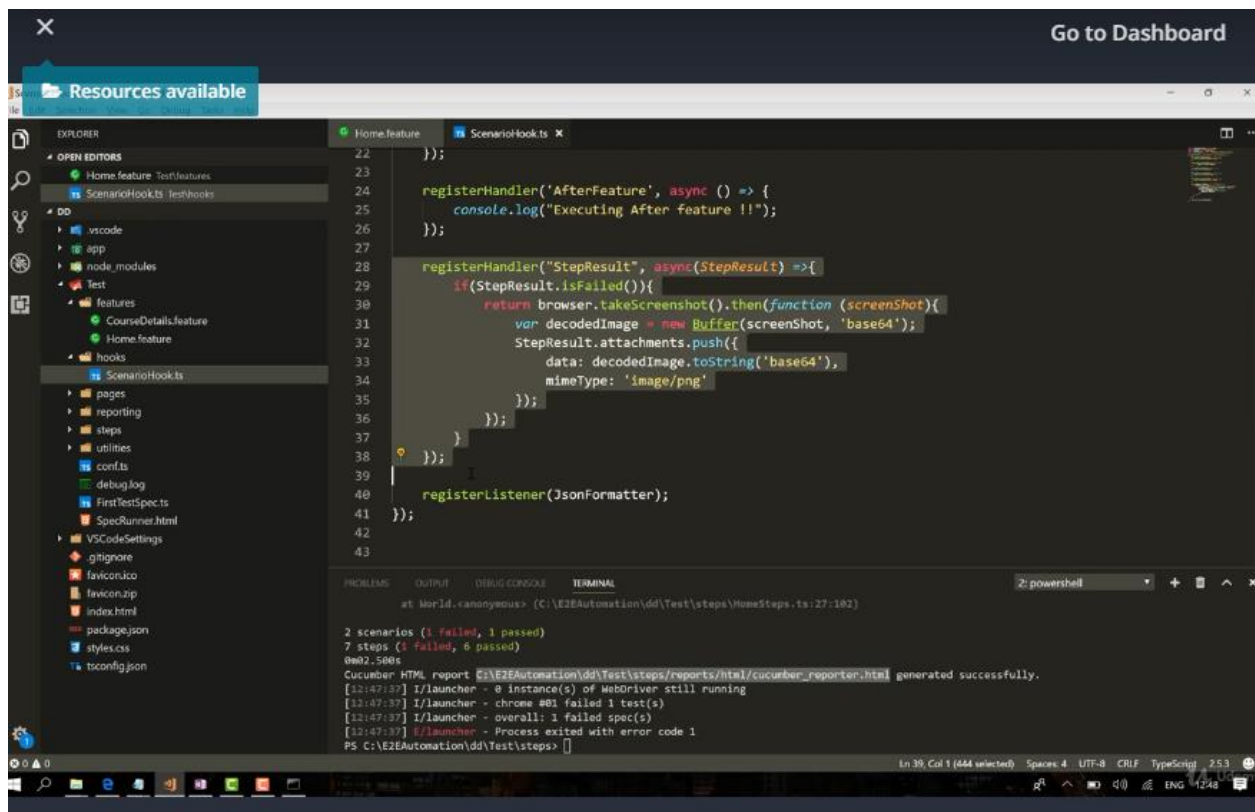 Go to Dashboard
Resources available
EXPLORER
OPEN EDITORS
Home.feature Test\features
ScenarioHook.ts Test\hooks
DD
.vscode
app
node_modules
Test
features
CourseDetails.feature
Home.feature
hooks
ScenarioHook.ts
pages
reporting
steps
utilities
conf.ts
debug.log
FirstTestSpec.ts
SpecRunner.html
VSCodeSettings
.gitignore
favicon.ico
favicon.zip
index.html
package.json
styles.css
tsconfig.json
Home.feature ScenarioHook.ts
22 });
23
24 registerHandler('AfterFeature', async () => {
25 console.log("Executing After feature !!");
26 });
27
28 registerHandler("StepResult", async(StepResult) =>{
29 if(StepResult.isFailed()){
30 return browser.takeScreenshot().then(function (screenShot){
31 var decodedImage = new Buffer(screenShot, 'base64');
32 StepResult.attachments.push({
33 data: decodedImage.toString('base64'),
34 mimeType: 'image/png'
35 });
36 });
37 }
38 });
39
40 registerListener(JsonFormatter);
41 });
42
43
PROBLEMS OUTPUT DEBUG CONSOLE TERMINAL 2: powershell
at World.<anonymous> (C:\E2EAutomation\dd\Test\steps\HomeSteps.ts:27:102)
2 scenarios (1 failed, 1 passed)
7 steps (1 failed, 6 passed)
0m02.500s
Cucumber HTML report C:\E2EAutomation\dd\Test\steps/reports/html/cucumber_reporter.html generated successfully.
[12:47:37] I/launcher - 0 instance(s) of WebDriver still running
[12:47:37] I/launcher - chrome #01 failed 1 test(s)
[12:47:37] I/launcher - overall: 1 failed spec(s)
[12:47:37] E/launcher - Process exited with error code 1
PS C:\E2EAutomation\dd\Test\steps>
0 0 Ln 39, Col 1 (444 selected) Spaces: 4 UTF-8 CRLF TypeScript 2.5.3
ENG 12:48